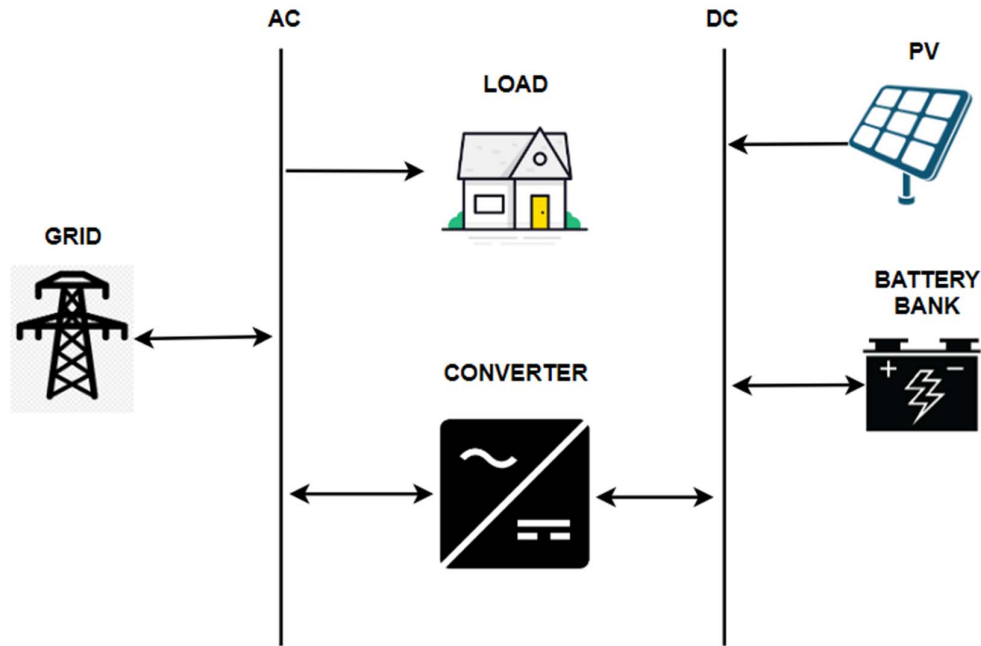 AC
DC
PV
LOAD
GRID
BATTERY
BANK
CONVERTER